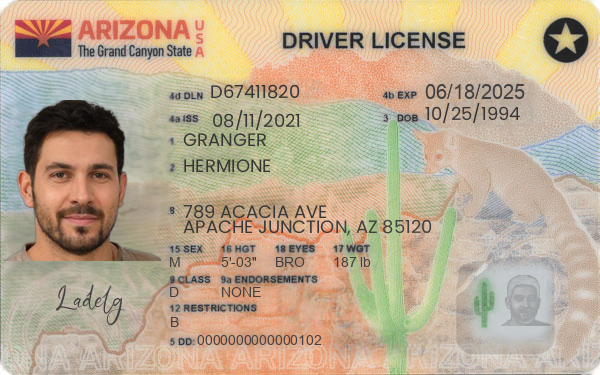 ARIZONA USA
The Grand Canyon State
DRIVER LICENSE
4d DLN D67411820
4b EXP 06/18/2025
4a ISS 08/11/2021
3 DOB 10/25/1994
1 GRANGER
2 HERMIONE
8 789 ACACIA AVE
APACHE JUNCTION, AZ 85120
15 SEX 16 HGT 18 EYES 17 WGT
M 5'-03" BRO 187 lb
9 CLASS 9a ENDORSEMENTS
D NONE
12 RESTRICTIONS
B
5 DD: 0000000000000102
Ladelg
ARIZONA ARIZONA ARIZONA ARIZONA